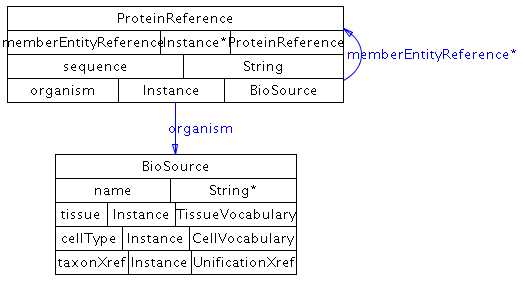 ProteinReference
memberEntityReference Instance* ProteinReference
memberEntityReference*
sequence String
organism Instance BioSource
organism
BioSource
name String*
tissue Instance TissueVocabulary
cellType Instance CellVocabulary
taxonXref Instance UnificationXref